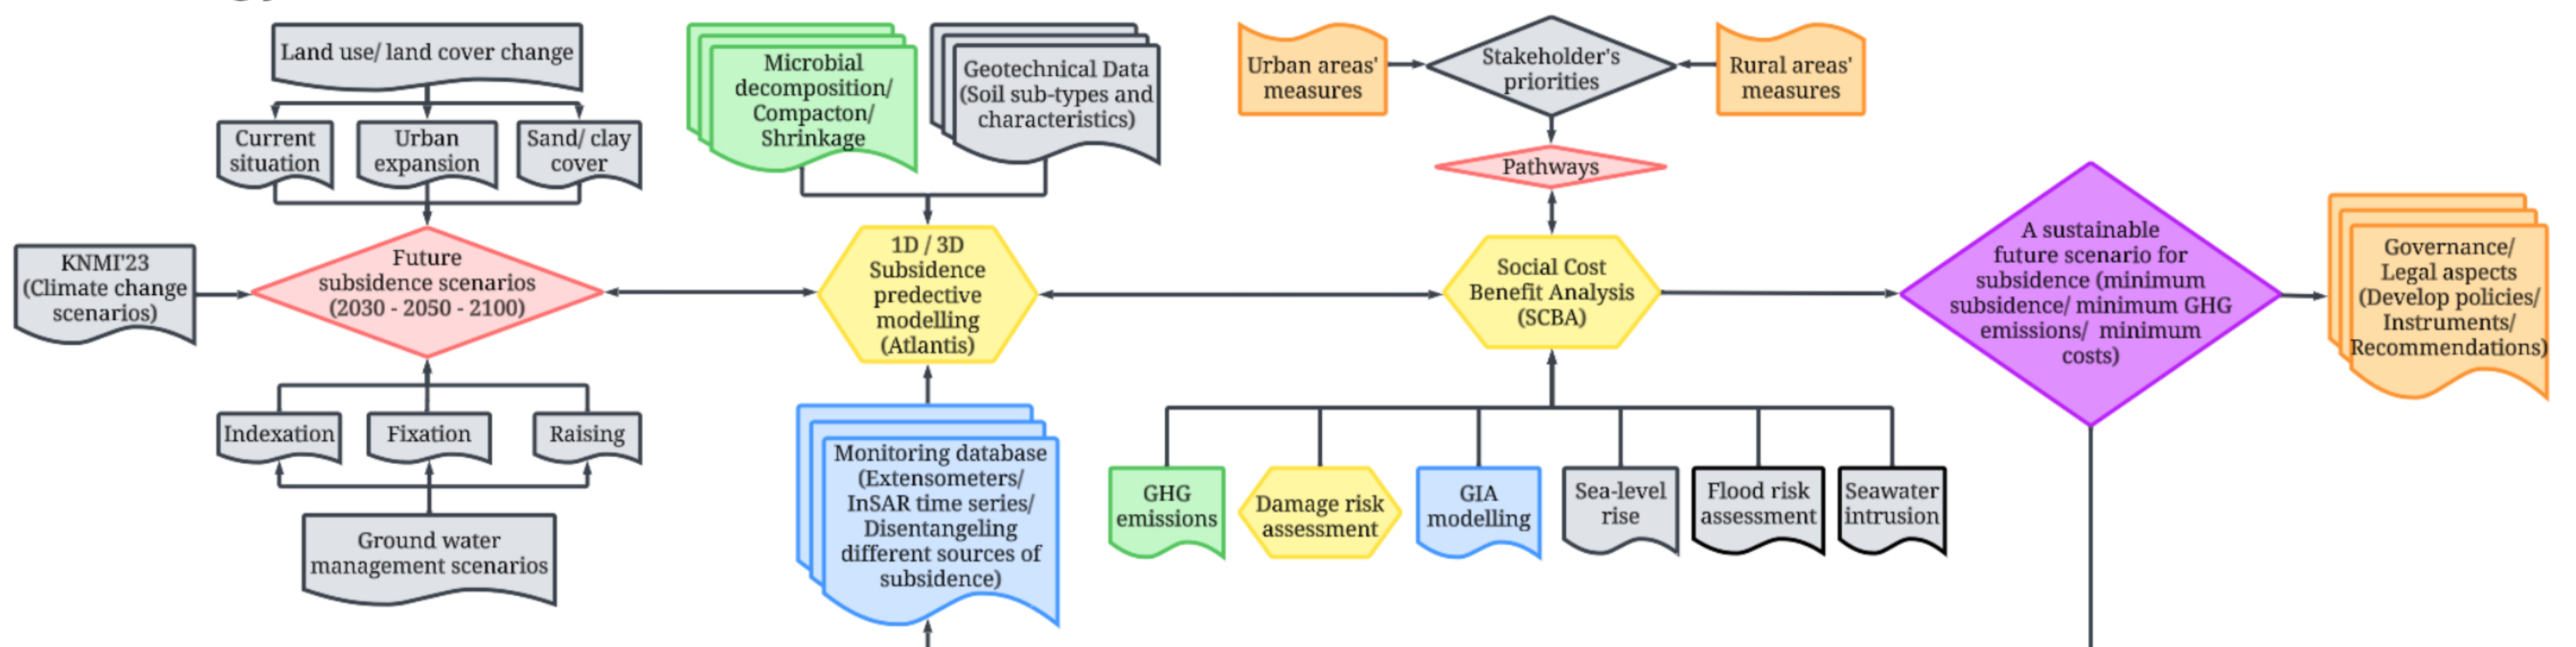 Land use/ land cover change
Current
situation
Urban
expansion
Sand/ clay
cover
KNMI'23
(Climate change
scenarios)
Future
subsidence scenarios
(2030 - 2050 - 2100)
Indexation
Fixation
Raising
Ground water
management scenarios
Microbial
decomposition/
Compacton/
Shrinkage
Geotechnical Data
(Soil sub-types and
characteristics)
1D / 3D
Subsidence
predective
modelling
(Atlantis)
Monitoring database
(Extensometers/
InSAR time series/
Disentangeling
different sources of
subsidence)
Urban areas'
measures
Stakeholder's
priorities
Rural areas'
measures
Pathways
Social Cost
Benefit Analysis
(SCBA)
GHG
emissions
Damage risk
assessment
GIA
modelling
Sea-level
rise
Flood risk
assessment
Seawater
intrusion
A sustainable
future scenario for
subsidence (minimum
subsidence/ minimum GHG
emissions/ minimum
costs)
Governance/
Legal aspects
(Develop policies/
Instruments/
Recommendations)